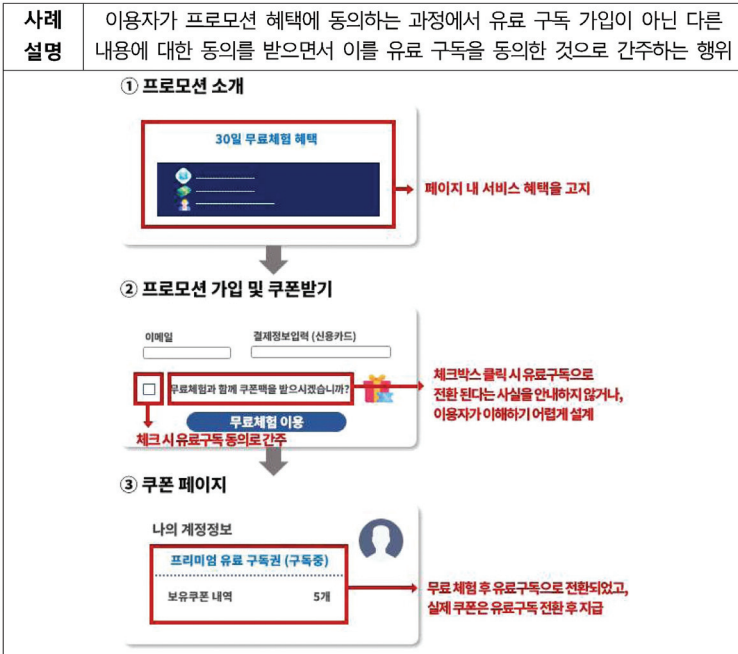 사례 설명
이용자가 프로모션 혜택에 동의하는 과정에서 유료 구독 가입이 아닌 다른
내용에 대한 동의를 받으면서 이를 유료 구독을 동의한 것으로 간주하는 행위
① 프로모션 소개
30일 무료체험 혜택
페이지 내 서비스 혜택을 고지
② 프로모션 가입 및 쿠폰받기
이메일
결제정보입력 (신용카드)
무료체험과 함께 쿠폰팩을 받으시겠습니까?
체크박스 클릭 시 유료구독으로
전환 된다는 사실을 안내하지 않거나,
이용자가 이해하기 어렵게 설계
무료체험 이용
체크 시 유료구독 동의로 간주
③ 쿠폰 페이지
나의 계정정보
프리미엄 유료 구독권 (구독중)
보유쿠폰 내역 5개
무료 체험 후 유료구독으로 전환되었고,
실제 쿠폰은 유료구독 전환 후 지급